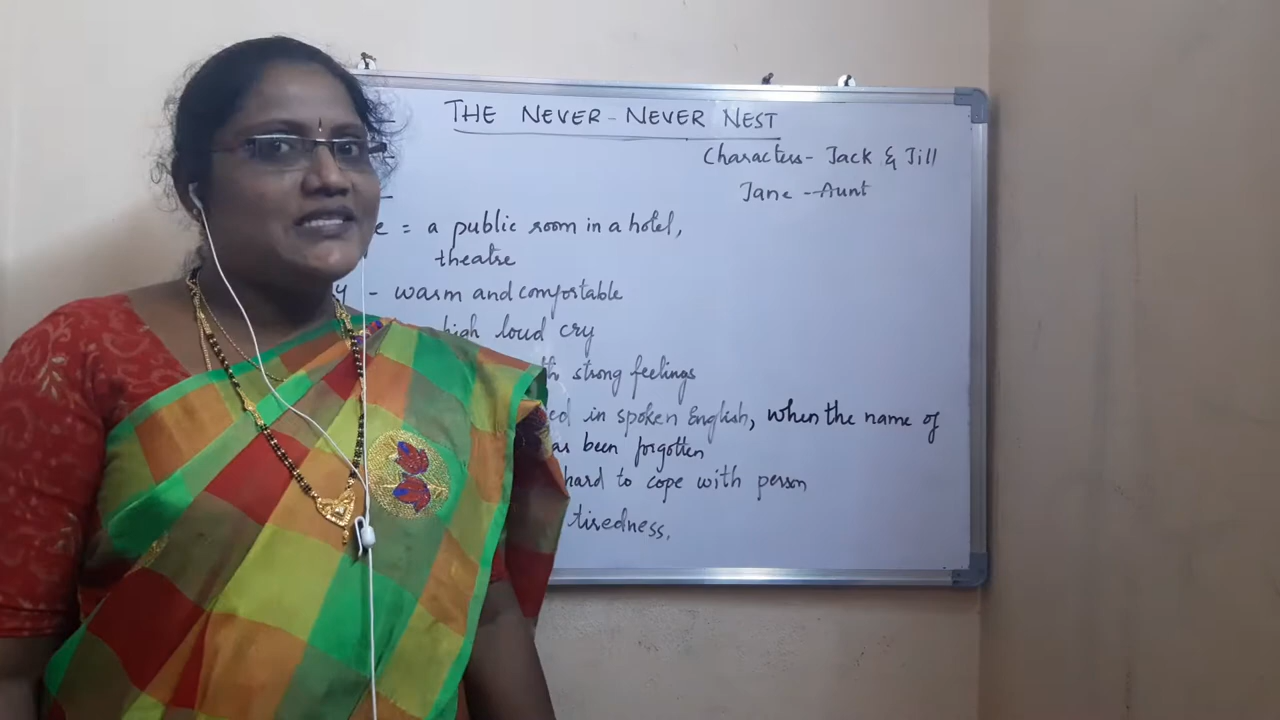 THE NEVER-NEVER NEST
Characters- Jack & Jill
Jane - Aunt
= a public room in a hotel,
theatre
- warm and comfortable
high loud cry
strong feelings
in spoken English, when the name of
been forgotten
hard to cope with person
tiredness,